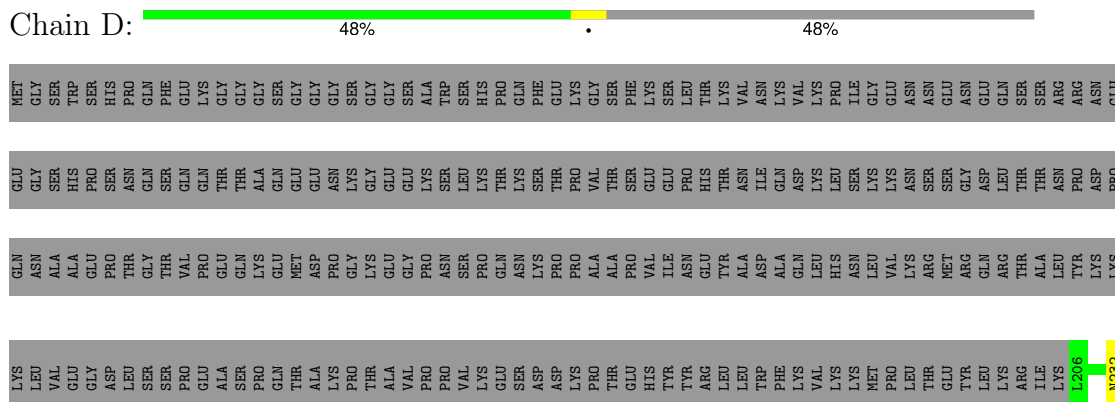 Chain D:
48% • 48%
MET GLY SER TRP SER HIS PRO GLN PHE GLU LYS GLY GLY GLY SER GLY GLY GLY SER GLY GLY SER ALA TRP SER HIS PRO GLN PHE GLU LYS GLY SER PHE LYS SER LEU THR LYS VAL ASN LYS VAL LYS PRO ILE GLY GLU ASN ASN GLU ASN GLU GLN SER SER ARG ARG ASN GLU
GLU GLY SER HIS PRO SER ASN GLN SER GLN GLN THR THR ALA GLN GLU GLU ASN LYS GLY GLU GLU LYS SER LEU LYS THR LYS SER THR PRO VAL THR SER GLU GLU PRO HIS THR ASN ILE GLN ASP LYS LEU SER LYS LYS ASN SER SER GLY ASP LEU THR THR ASN PRO ASP PRO
GLN ASN ALA ALA GLU PRO THR GLY THR VAL PRO GLU GLN LYS GLU MET ASP PRO GLY LYS GLU GLY PRO ASN SER PRO GLN ASN LYS PRO PRO ALA ALA PRO VAL ILE ASN GLU TYR ALA ASP ALA GLN LEU HIS ASN LEU VAL LYS ARG MET ARG GLN ARG THR ALA LEU TYR LYS LYS
LYS LEU VAL GLU GLY ASP LEU SER SER PRO GLU ALA SER PRO GLN THR ALA LYS PRO THR ALA VAL PRO PRO VAL LYS GLU SER ASP ASP LYS PRO THR GLU HIS TYR TYR ARG LEU LEU TRP PHE LYS VAL LYS LYS MET PRO LEU THR GLU TYR LEU LYS ARG ILE LYS L206 N232